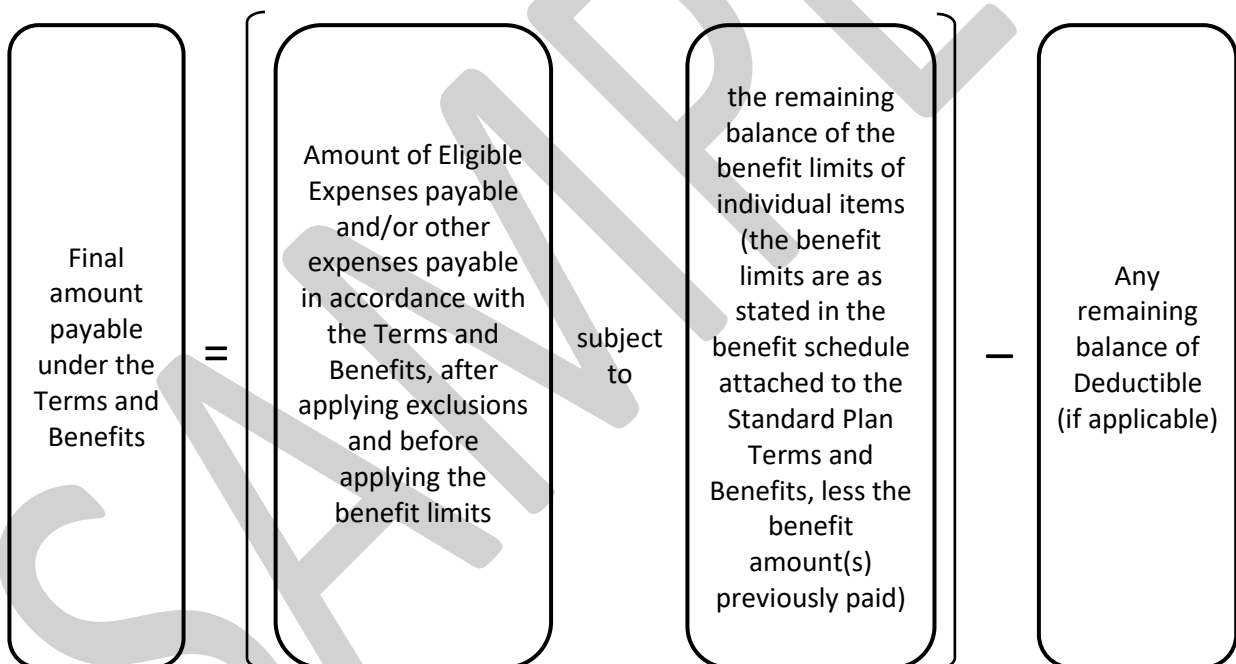 Final
amount
payable
under the
Terms and
Benefits
=
Amount of Eligible
Expenses payable
and/or other
expenses payable
in accordance with
the Terms and
Benefits, after
applying exclusions
and before
applying the
benefit limits
subject
to
the remaining
balance of the
benefit limits of
individual items
(the benefit
limits are as
stated in the
benefit schedule
attached to the
Standard Plan
Terms and
Benefits, less the
benefit
amount(s)
previously paid)
–
Any
remaining
balance of
Deductible
(if applicable)
SAMPLE